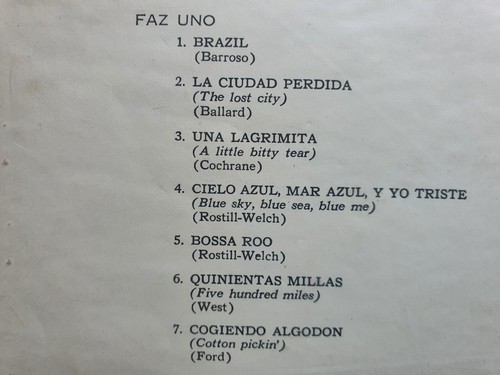 FAZ UNO
1. BRAZIL
(Barroso)
2. LA CIUDAD PERDIDA
(The lost city)
(Ballard)
3. UNA LAGRIMITA
(A little bitty tear)
(Cochrane)
4. CIELO AZUL, MAR AZUL, Y YO TRISTE
(Blue sky, blue sea, blue me)
(Rostill-Welch)
5. BOSSA ROO
(Rostill-Welch)
6. QUINIENTAS MILLAS
(Five hundred miles)
(West)
7. COGIENDO ALGODON
(Cotton pickin')
(Ford)